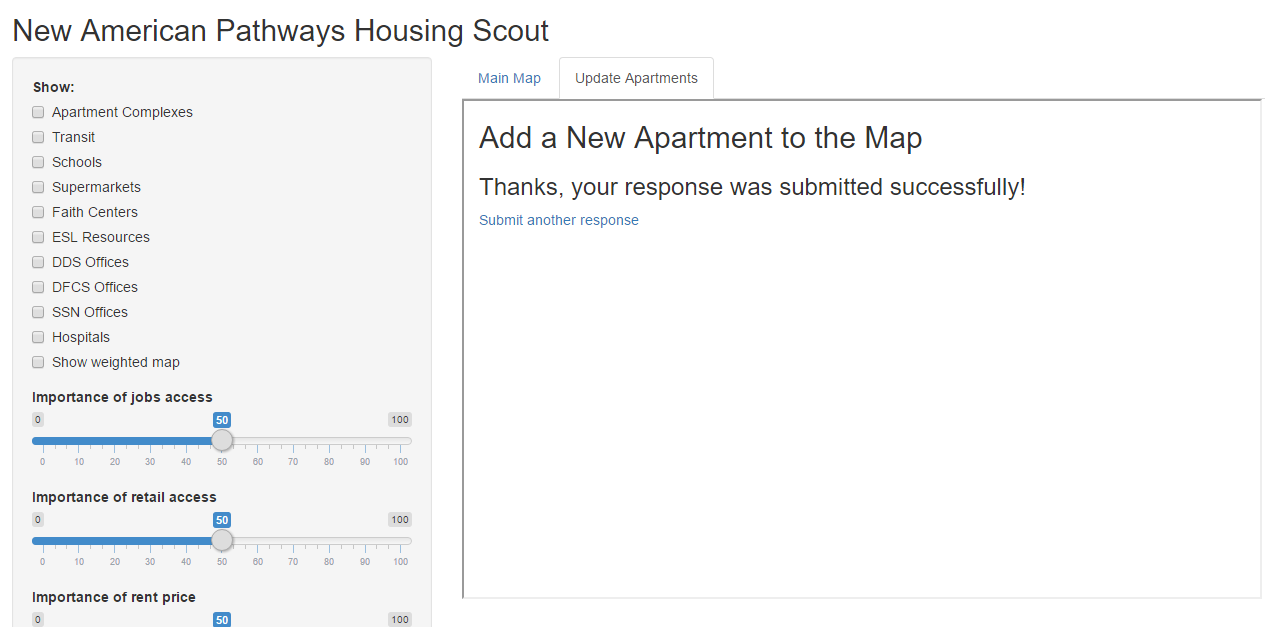 New American Pathways Housing Scout
Show:
Apartment Complexes
Transit
Schools
Supermarkets
Faith Centers
ESL Resources
DDS Offices
DFCS Offices
SSN Offices
Hospitals
Show weighted map
Importance of jobs access
0 50 100
0 10 20 30 40 50 60 70 80 90 100
Importance of retail access
0 50 100
0 10 20 30 40 50 60 70 80 90 100
Importance of rent price
0 50 100
Main Map Update Apartments
Add a New Apartment to the Map
Thanks, your response was submitted successfully!
Submit another response